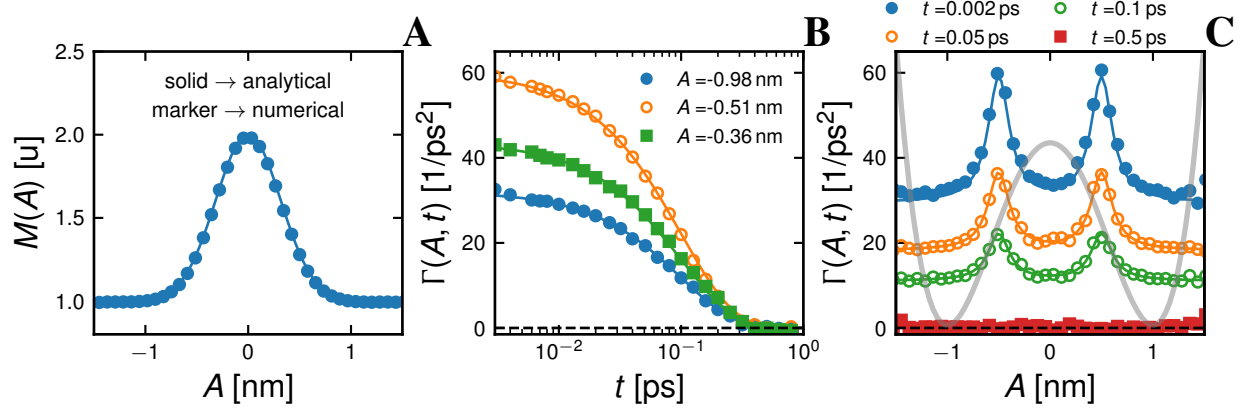 A
2.5
2.0
1.5
1.0
M(A) [u]
solid → analytical
marker → numerical
−1
0
1
A [nm]
B
60
40
20
0
Γ(A, t) [1/ps²]
A =-0.98 nm
A =-0.51 nm
A =-0.36 nm
10⁻²
10⁻¹
10⁰
t [ps]
t =0.002 ps
t =0.1 ps
t =0.05 ps
t =0.5 ps
C
60
40
20
0
Γ(A, t) [1/ps²]
−1
0
1
A [nm]